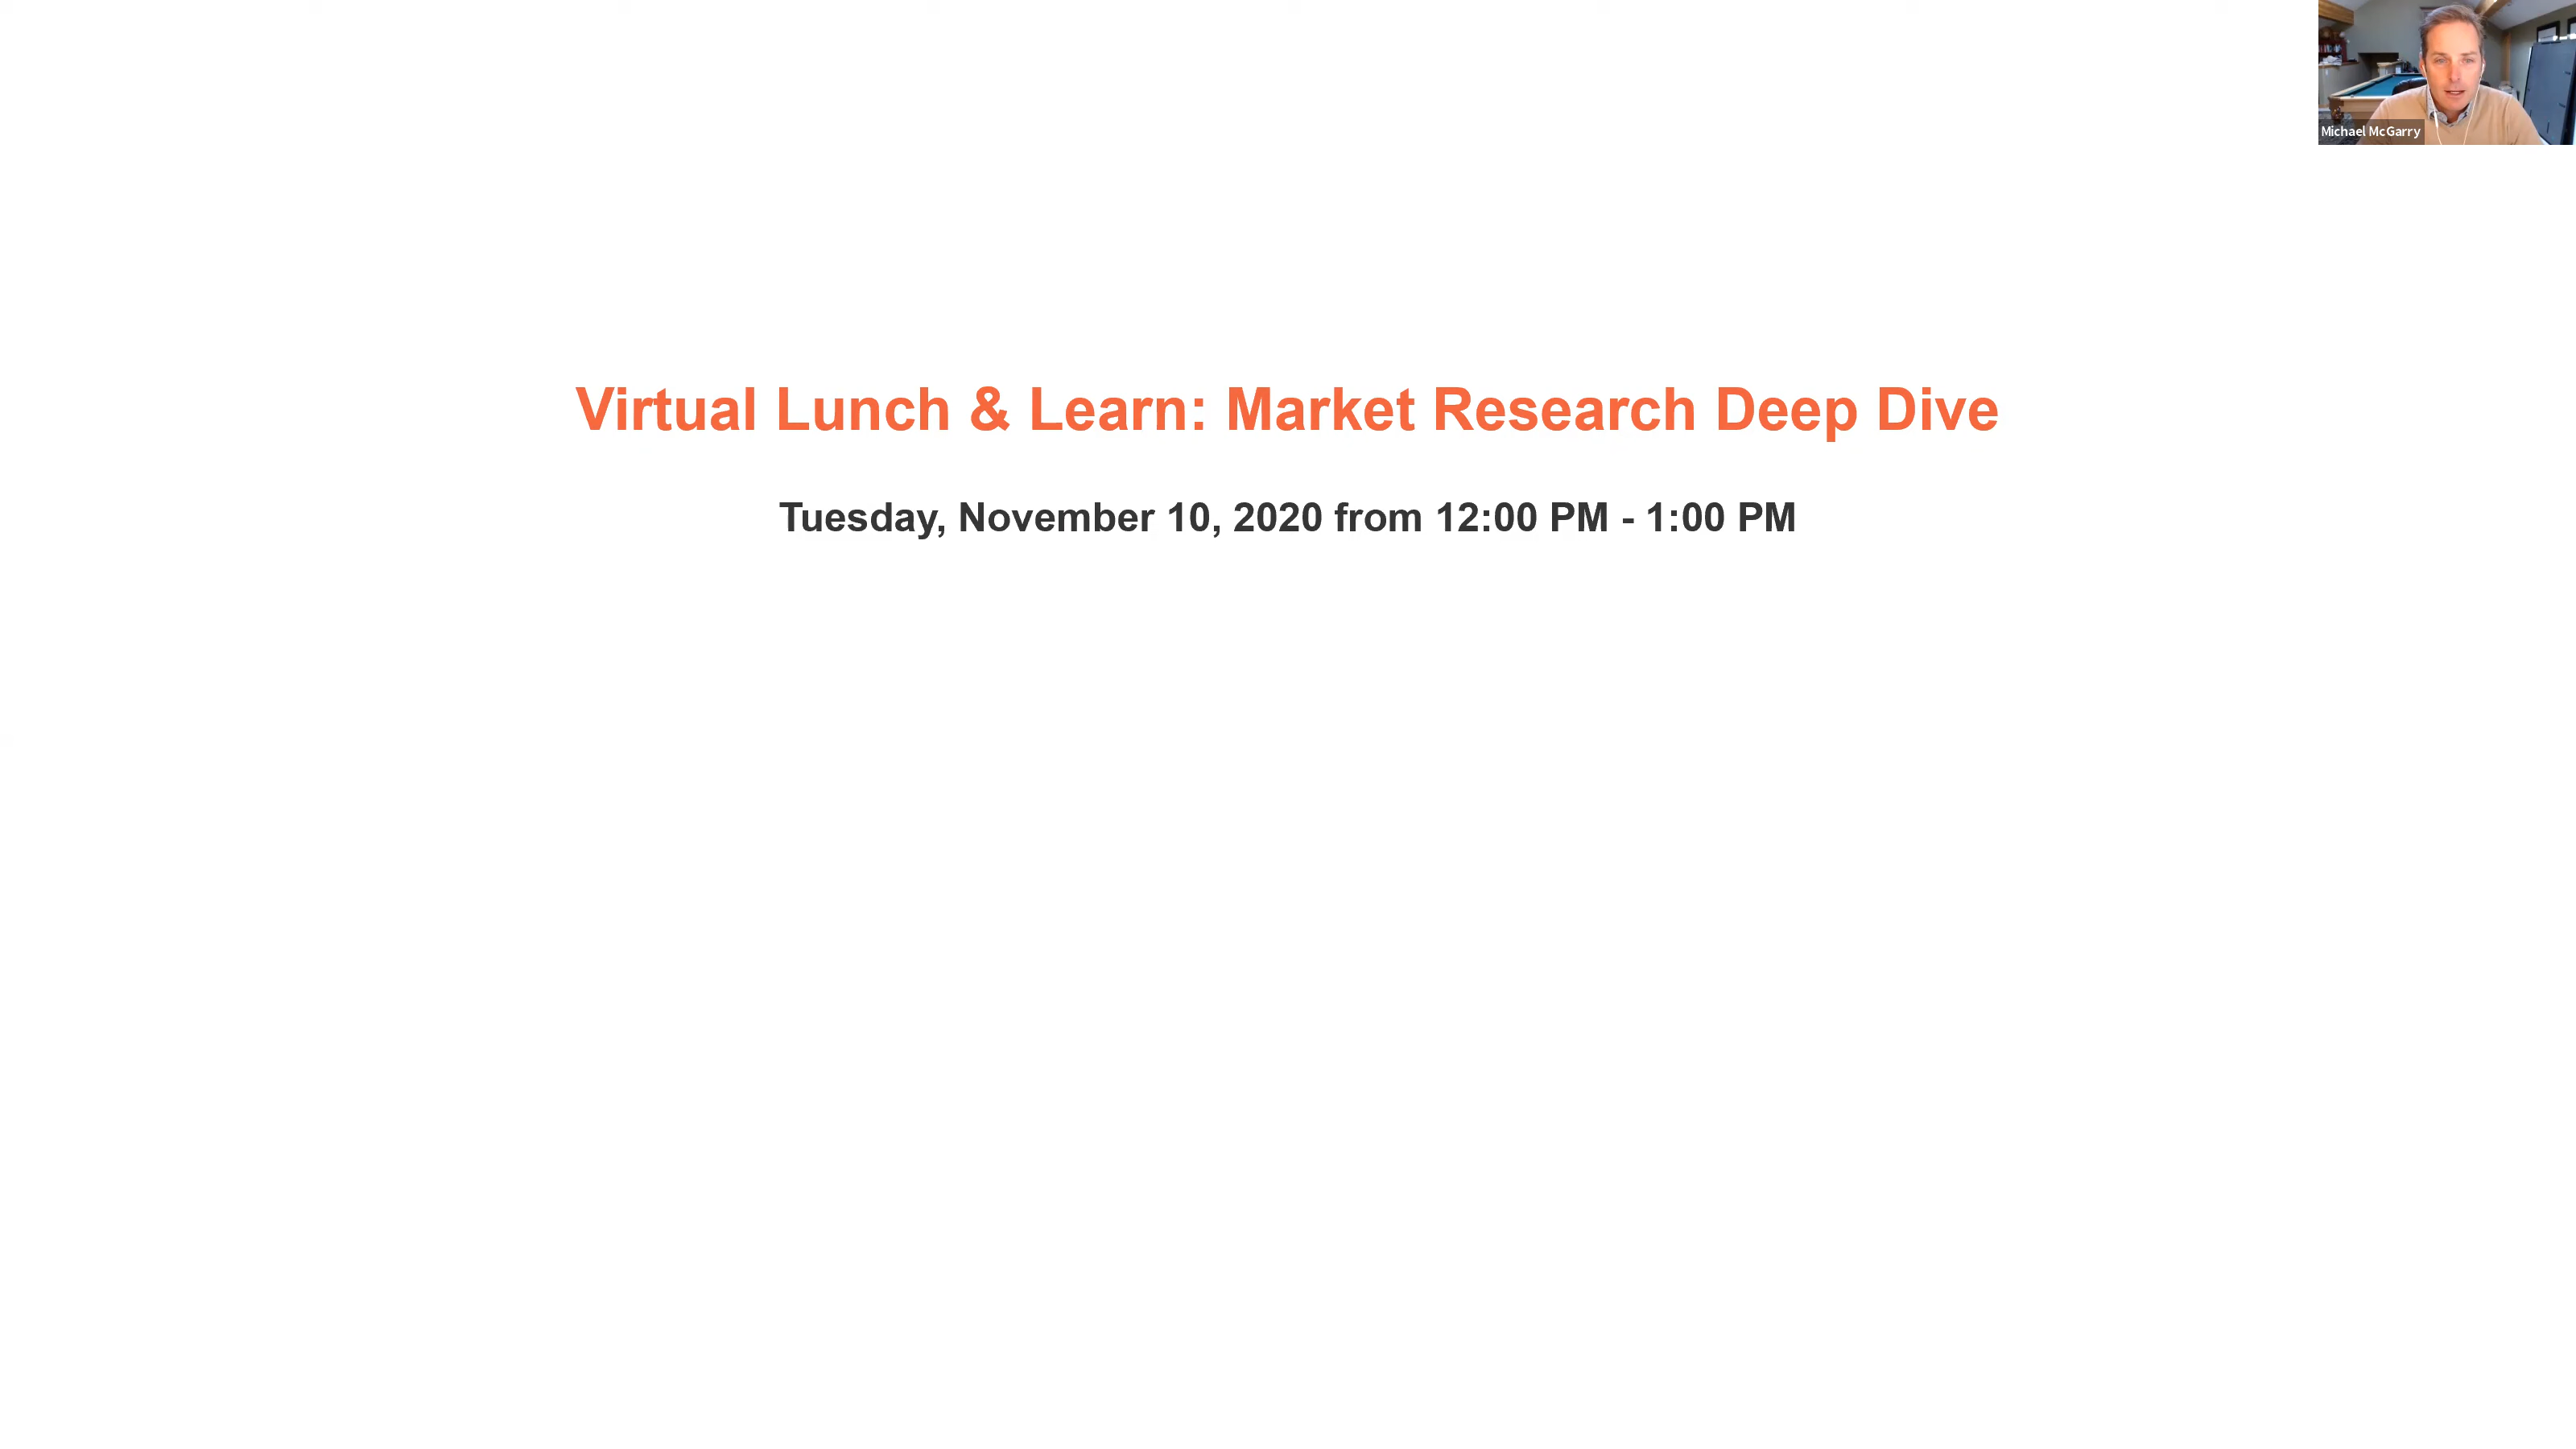 Michael McGarry
Virtual Lunch & Learn: Market Research Deep Dive
Tuesday, November 10, 2020 from 12:00 PM - 1:00 PM